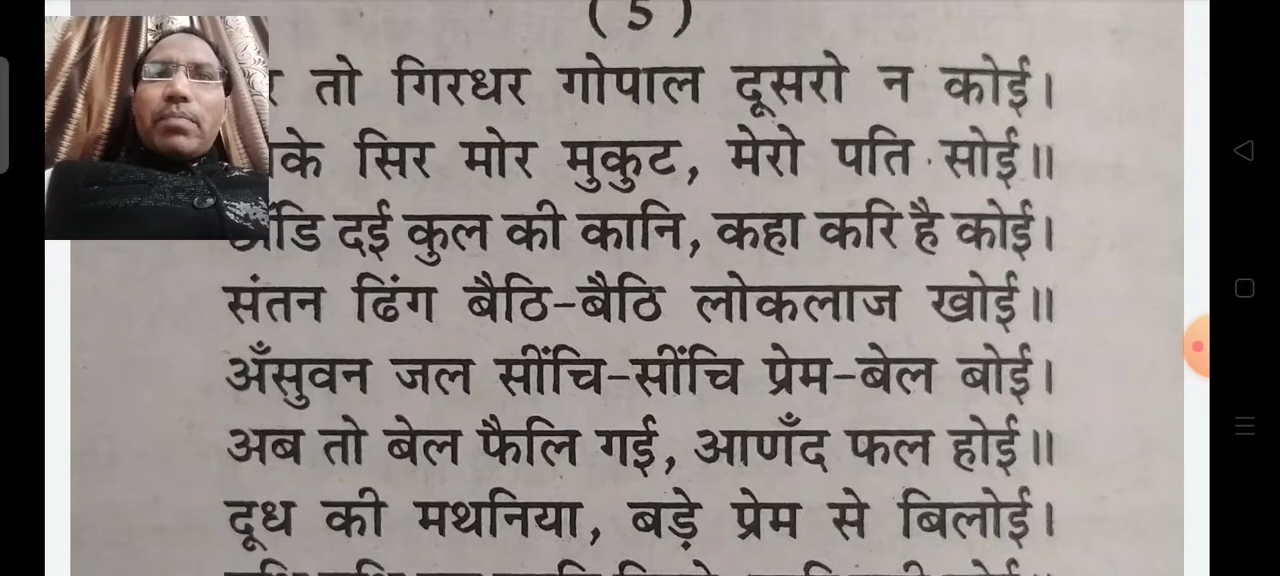 (5)
तो गिरधर गोपाल दूसरो न कोई।
सिर मोर मुकुट, मेरो पति सोई॥
दई कुल की कानि, कहा करि है कोई।
संतन ढिंग बैठि-बैठि लोकलाज खोई॥
अँसुवन जल सींचि-सींचि प्रेम-बेल बोई।
अब तो बेल फैलि गई, आणँद फल होई॥
दूध की मथनिया, बड़े प्रेम से बिलोई।